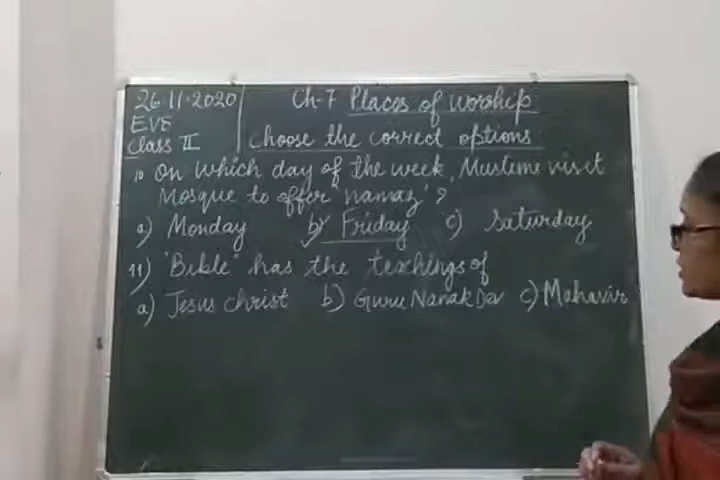 26.11.2020 Ch-7 Places of worship
EVS
Class II Choose the correct options
10 On which day of the week, Muslims visit
Mosque to offer 'namaz'?
a) Monday b) Friday c) Saturday
11) 'Bible' has the teachings of
a) Jesus christ b) Guru Nanak Dev c) Mahavir